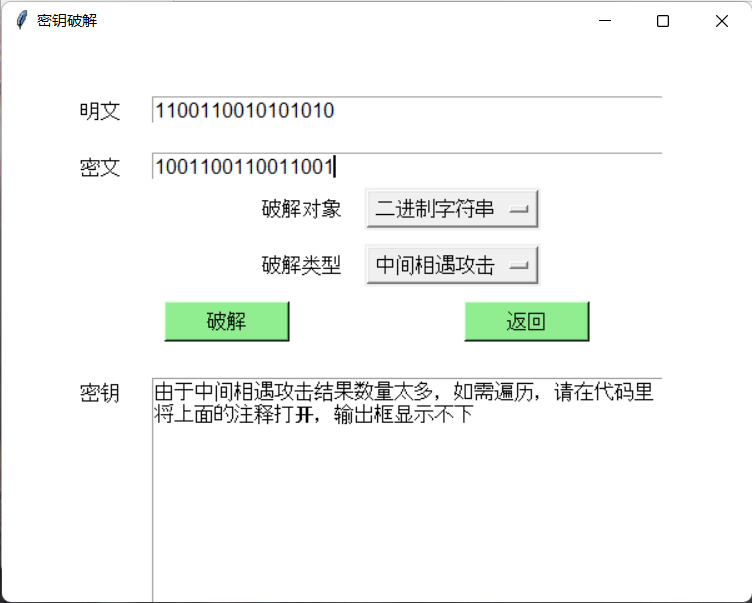 密钥破解
明文 1100110010101010
密文 1001100110011001
破解对象 二进制字符串
破解类型 中间相遇攻击
破解 返回
密钥 由于中间相遇攻击结果数量太多，如需遍历，请在代码里
将上面的注释打开，输出框显示不下